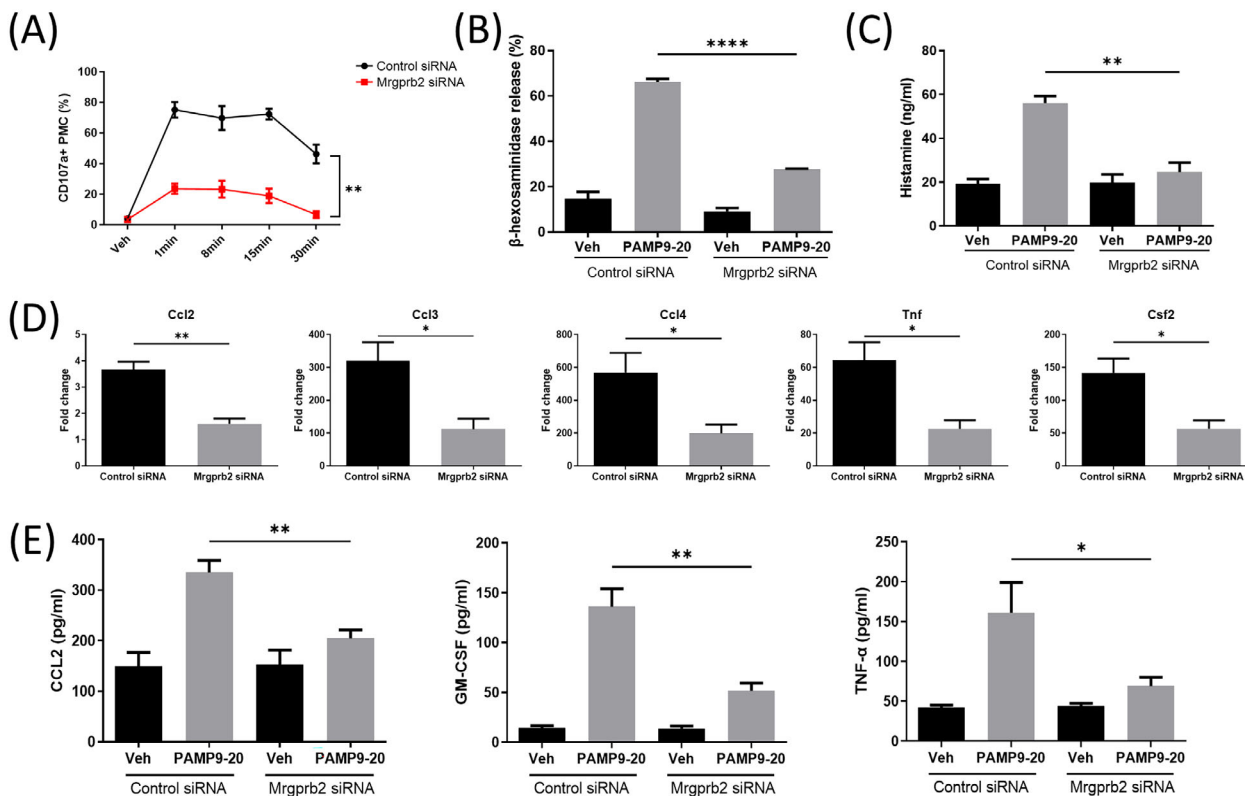 (A)
Control siRNA
Mrgprb2 siRNA
CD107a+ PMC (%)
100
80
60
40
20
0
Veh
1min
8min
15min
30min
**
(B)
β-hexosaminidase release (%)
80
60
40
20
0
****
Veh PAMP9-20 Veh PAMP9-20
Control siRNA Mrgprb2 siRNA
(C)
Histamine (ng/ml)
80
60
40
20
0
**
Veh PAMP9-20 Veh PAMP9-20
Control siRNA Mrgprb2 siRNA
(D)
Ccl2
Fold change
5
4
3
2
1
0
**
Control siRNA Mrgprb2 siRNA
Ccl3
Fold change
400
300
200
100
0
*
Control siRNA Mrgprb2 siRNA
Ccl4
Fold change
800
600
400
200
0
*
Control siRNA Mrgprb2 siRNA
Tnf
Fold change
80
60
40
20
0
*
Control siRNA Mrgprb2 siRNA
Csf2
Fold change
200
150
100
50
0
*
Control siRNA Mrgprb2 siRNA
(E)
CCL2 (pg/ml)
400
300
200
100
0
**
Veh PAMP9-20 Veh PAMP9-20
Control siRNA Mrgprb2 siRNA
GM-CSF (pg/ml)
200
150
100
50
0
**
Veh PAMP9-20 Veh PAMP9-20
Control siRNA Mrgprb2 siRNA
TNF-α (pg/ml)
250
200
150
100
50
0
*
Veh PAMP9-20 Veh PAMP9-20
Control siRNA Mrgprb2 siRNA